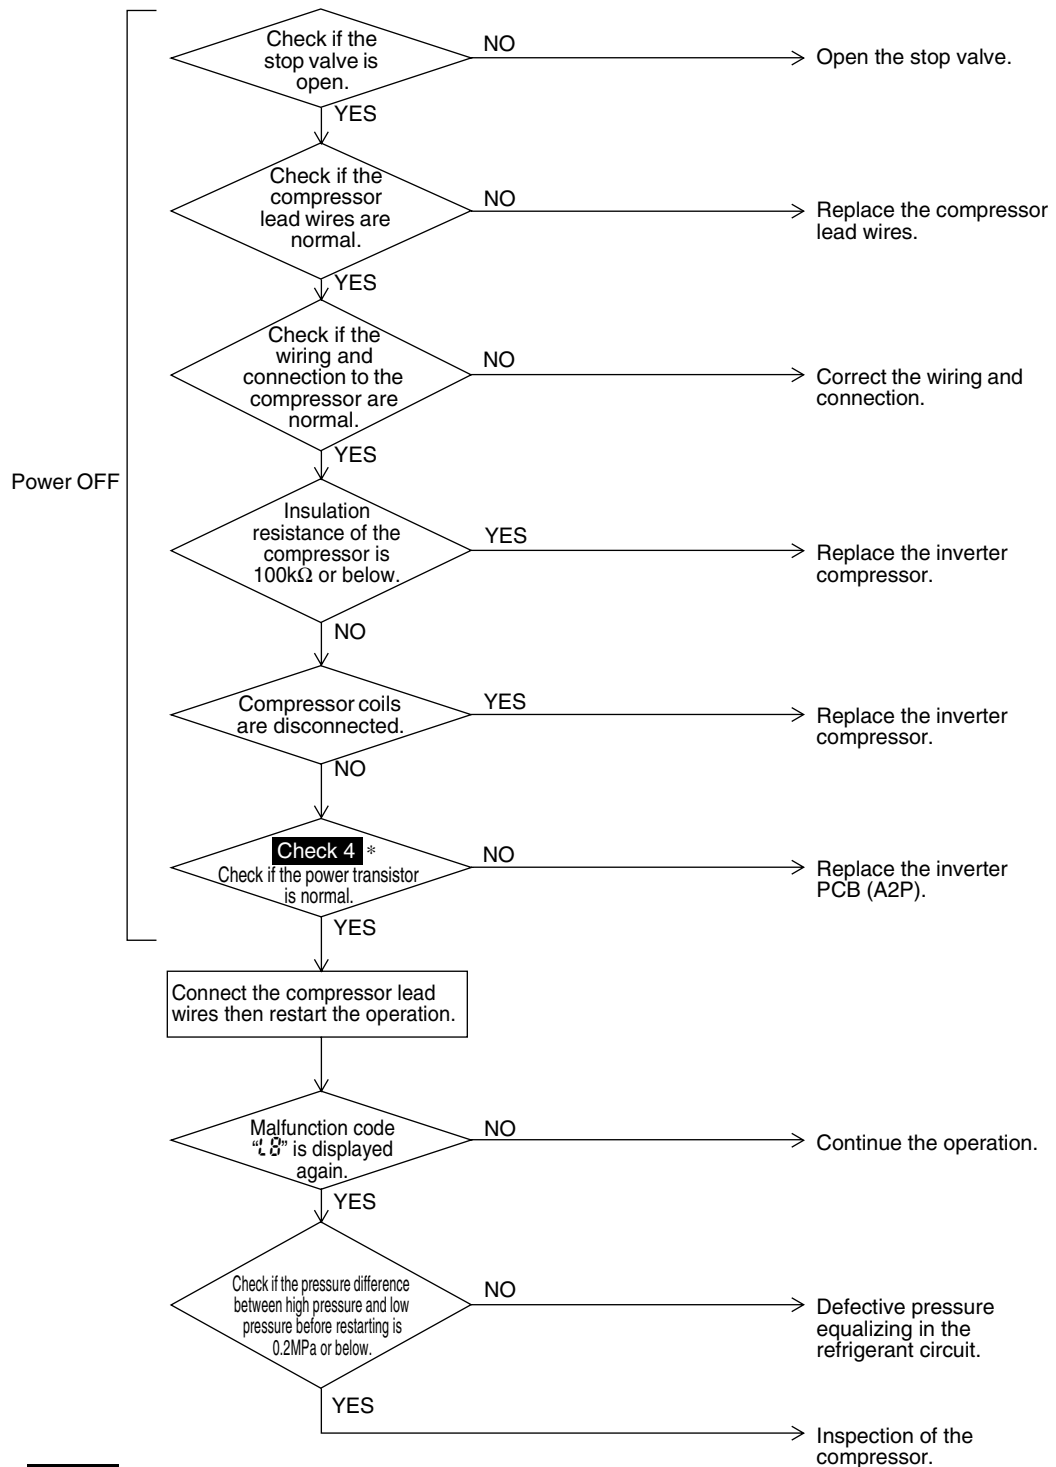 Check if the
stop valve is
open.
NO
Open the stop valve.
YES
Check if the
compressor
lead wires are
normal.
NO
Replace the compressor
lead wires.
YES
Check if the
wiring and
connection to the
compressor are
normal.
NO
Correct the wiring and
connection.
YES
Power OFF
Insulation
resistance of the
compressor is
100kΩ or below.
YES
Replace the inverter
compressor.
NO
Compressor coils
are disconnected.
YES
Replace the inverter
compressor.
NO
Check 4 *
Check if the power transistor
is normal.
NO
Replace the inverter
PCB (A2P).
YES
Connect the compressor lead
wires then restart the operation.
Malfunction code
“L8” is displayed
again.
NO
Continue the operation.
YES
Check if the pressure difference
between high pressure and low
pressure before restarting is
0.2MPa or below.
NO
Defective pressure
equalizing in the
refrigerant circuit.
YES
Inspection of the
compressor.